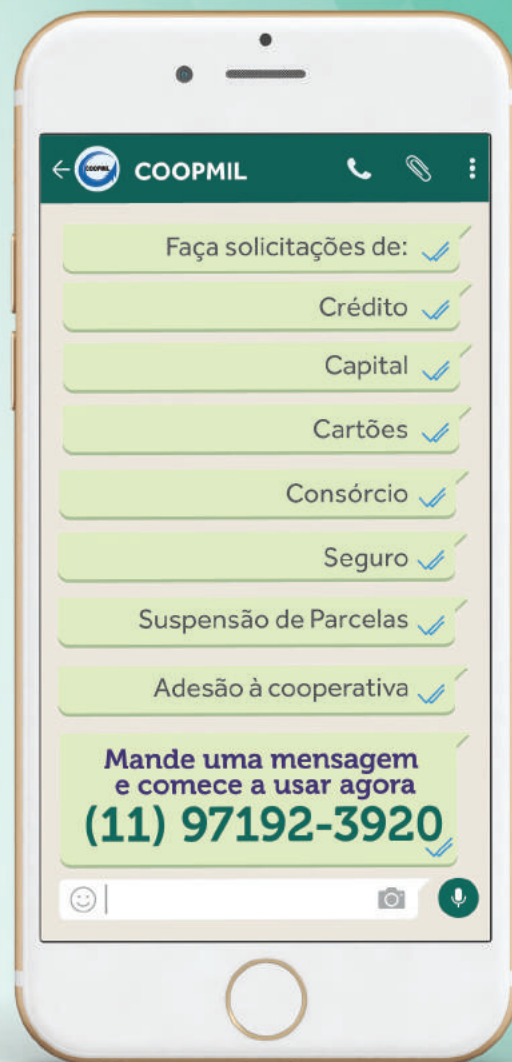 COOPMIL
COOPMIL
Faça solicitações de:
Crédito
Capital
Cartões
Consórcio
Seguro
Suspensão de Parcelas
Adesão à cooperativa
Mande uma mensagem
e comece a usar agora
(11) 97192-3920